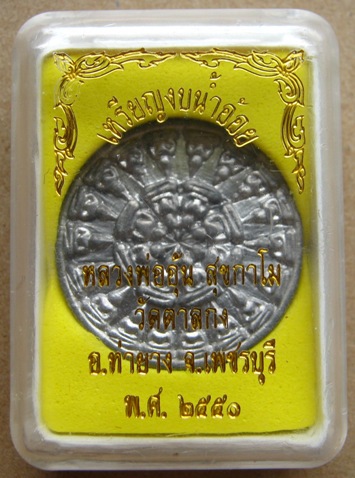 เหรียญงบน้ำอ้อย
หลวงพ่ออุ้น สุขกาโม
วัดตาลกง
อ.ท่ายาง จ.เพชรบุรี
พ.ศ. ๒๕๕๑